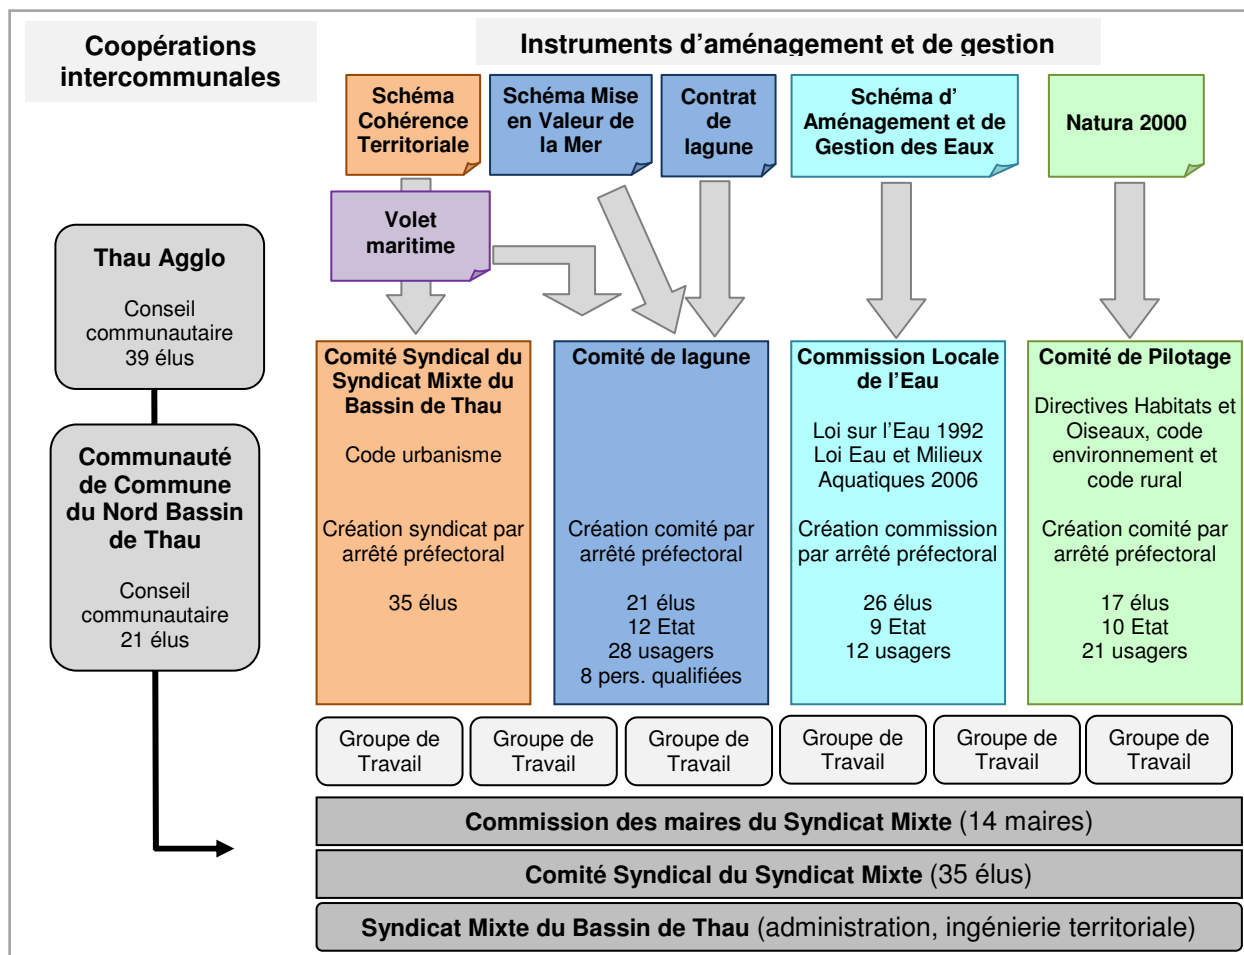 Coopérations
intercommunales
Instruments d’aménagement et de gestion
Schéma
Cohérence
Territoriale
Schéma Mise
en Valeur de
la Mer
Contrat
de
lagune
Schéma d’
Aménagement et de
Gestion des Eaux
Natura 2000
Volet
maritime
Thau Agglo
Conseil
communautaire
39 élus
Communauté
de Commune
du Nord Bassin
de Thau
Conseil
communautaire
21 élus
Comité Syndical du
Syndicat Mixte du
Bassin de Thau
Code urbanisme
Création syndicat par
arrêté préfectoral
35 élus
Comité de lagune
Création comité par
arrêté préfectoral
21 élus
12 Etat
28 usagers
8 pers. qualifiées
Commission Locale
de l’Eau
Loi sur l’Eau 1992
Loi Eau et Milieux
Aquatiques 2006
Création commission
par arrêté préfectoral
26 élus
9 Etat
12 usagers
Comité de Pilotage
Directives Habitats et
Oiseaux, code
environnement et
code rural
Création comité par
arrêté préfectoral
17 élus
10 Etat
21 usagers
Groupe de
Travail
Groupe de
Travail
Groupe de
Travail
Groupe de
Travail
Groupe de
Travail
Groupe de
Travail
Commission des maires du Syndicat Mixte (14 maires)
Comité Syndical du Syndicat Mixte (35 élus)
Syndicat Mixte du Bassin de Thau (administration, ingénierie territoriale)